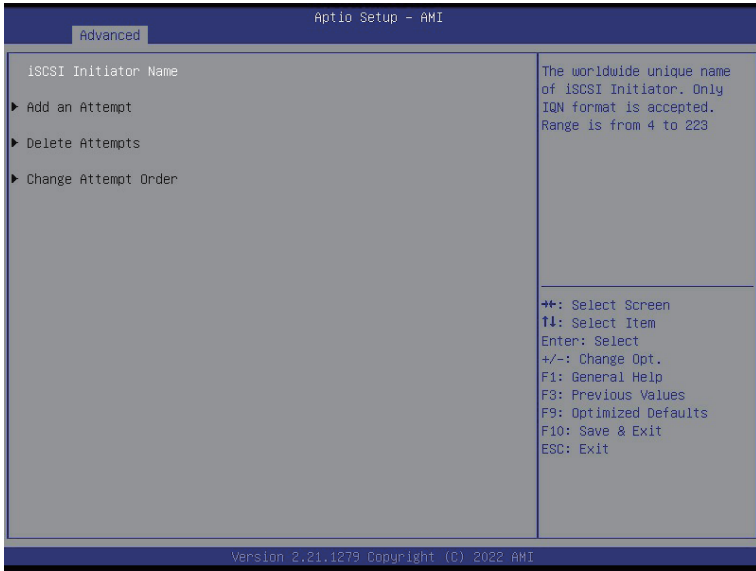 Aptio Setup – AMI
Advanced
iSCSI Initiator Name
▶ Add an Attempt
▶ Delete Attempts
▶ Change Attempt Order
The worldwide unique name
of iSCSI Initiator. Only
IQN format is accepted.
Range is from 4 to 223
→←: Select Screen
↑↓: Select Item
Enter: Select
+/-: Change Opt.
F1: General Help
F3: Previous Values
F9: Optimized Defaults
F10: Save & Exit
ESC: Exit
Version 2.21.1279 Copyright (C) 2022 AMI